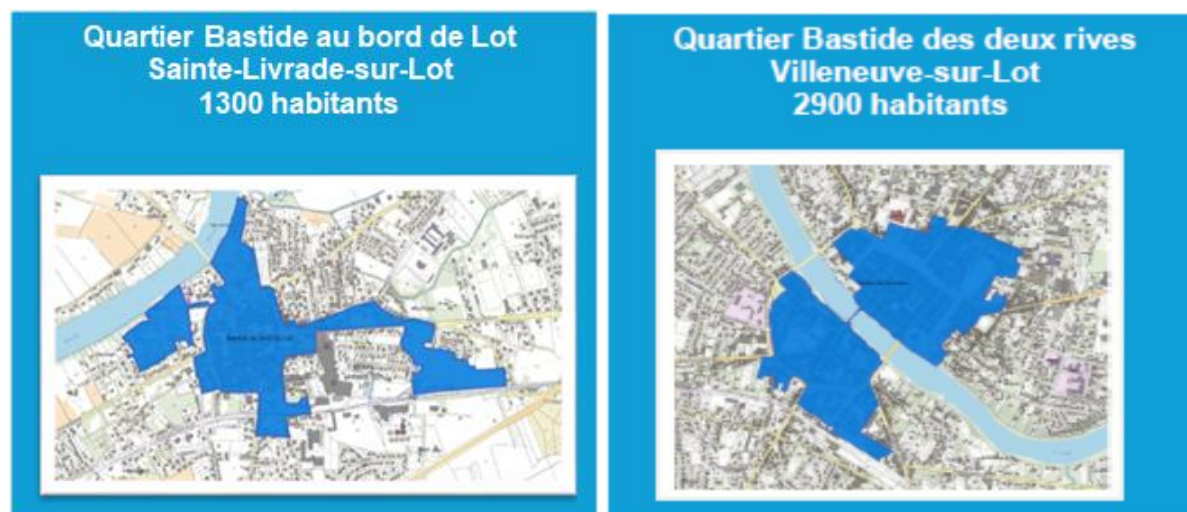 Quartier Bastide au bord de Lot
Sainte-Livrade-sur-Lot
1300 habitants
Quartier Bastide des deux rives
Villeneuve-sur-Lot
2900 habitants